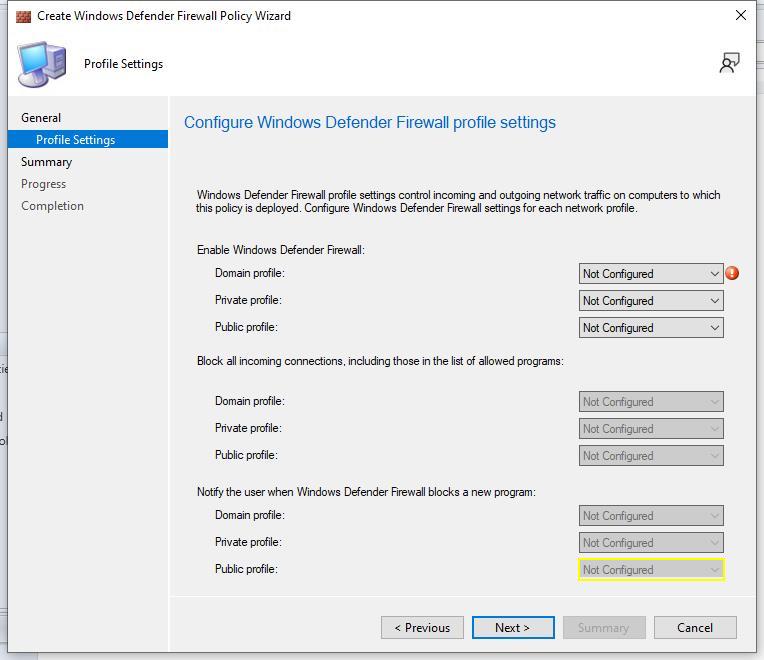 Create Windows Defender Firewall Policy Wizard
Profile Settings
General
Profile Settings
Summary
Progress
Completion
Configure Windows Defender Firewall profile settings
Windows Defender Firewall profile settings control incoming and outgoing network traffic on computers to which
this policy is deployed. Configure Windows Defender Firewall settings for each network profile.
Enable Windows Defender Firewall:
Domain profile: Not Configured
Private profile: Not Configured
Public profile: Not Configured
Block all incoming connections, including those in the list of allowed programs:
Domain profile: Not Configured
Private profile: Not Configured
Public profile: Not Configured
Notify the user when Windows Defender Firewall blocks a new program:
Domain profile: Not Configured
Private profile: Not Configured
Public profile: Not Configured
< Previous Next > Summary Cancel